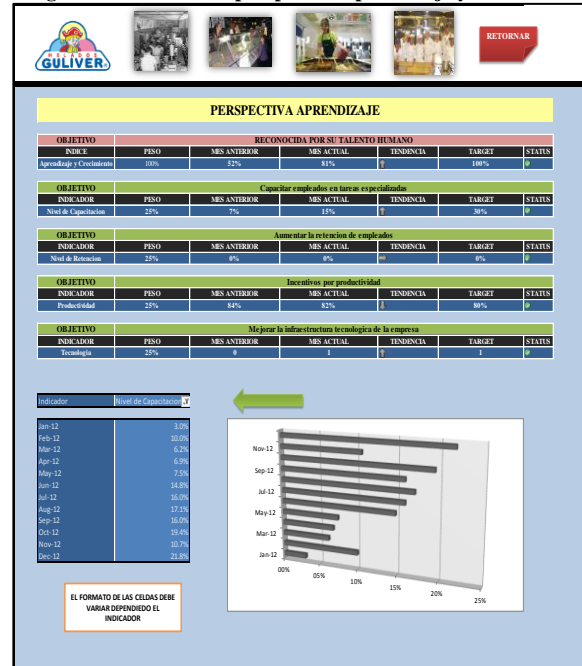 HELADOS
GULIVER
RETORNAR
PERSPECTIVA APRENDIZAJE
OBJETIVO RECONOCIDA POR SU TALENTO HUMANO
INDICE PESO MES ANTERIOR MES ACTUAL TENDENCIA TARGET STATUS
Aprendizaje y Crecimiento 100% 52% 81% 100%
OBJETIVO Capacitar empleados en tareas especializadas
INDICADOR PESO MES ANTERIOR MES ACTUAL TENDENCIA TARGET STATUS
Nivel de Capacitacion 25% 7% 15% 30%
OBJETIVO Aumentar la retencion de empleados
INDICADOR PESO MES ANTERIOR MES ACTUAL TENDENCIA TARGET STATUS
Nivel de Retencion 25% 0% 0% 0%
OBJETIVO Incentivos por productividad
INDICADOR PESO MES ANTERIOR MES ACTUAL TENDENCIA TARGET STATUS
Productividad 25% 84% 82% 80%
OBJETIVO Mejorar la infraestructura tecnologica de la empresa
INDICADOR PESO MES ANTERIOR MES ACTUAL TENDENCIA TARGET STATUS
Tecnologia 25% 0 1 1
Indicador Nivel de Capacitacion
Jan-12 3.0%
Feb-12 10.0%
Mar-12 6.2%
Apr-12 6.9%
May-12 7.5%
Jun-12 14.8%
Jul-12 16.0%
Aug-12 17.1%
Sep-12 16.0%
Oct-12 19.4%
Nov-12 10.7%
Dec-12 21.8%
Nov-12
Sep-12
Jul-12
May-12
Mar-12
Jan-12
00% 05% 10% 15% 20% 25%
EL FORMATO DE LAS CELDAS DEBE
VARIAR DEPENDIEDO EL
INDICADOR